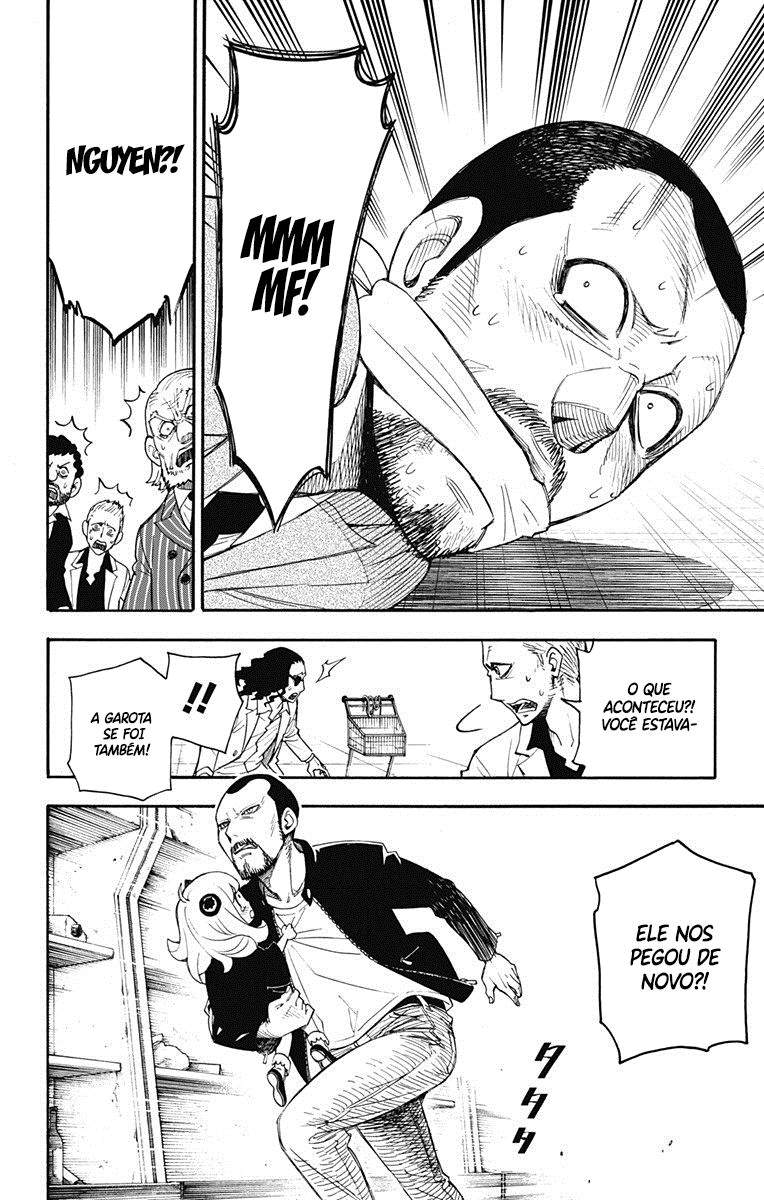 MMM
MF!
NGUYEN?!
O QUE
ACONTECEU?!
VOCÊ ESTAVA-
!!
A GAROTA
SE FOI
TAMBÉM!
ELE NOS
PEGOU DE
NOVO?!
タタタ